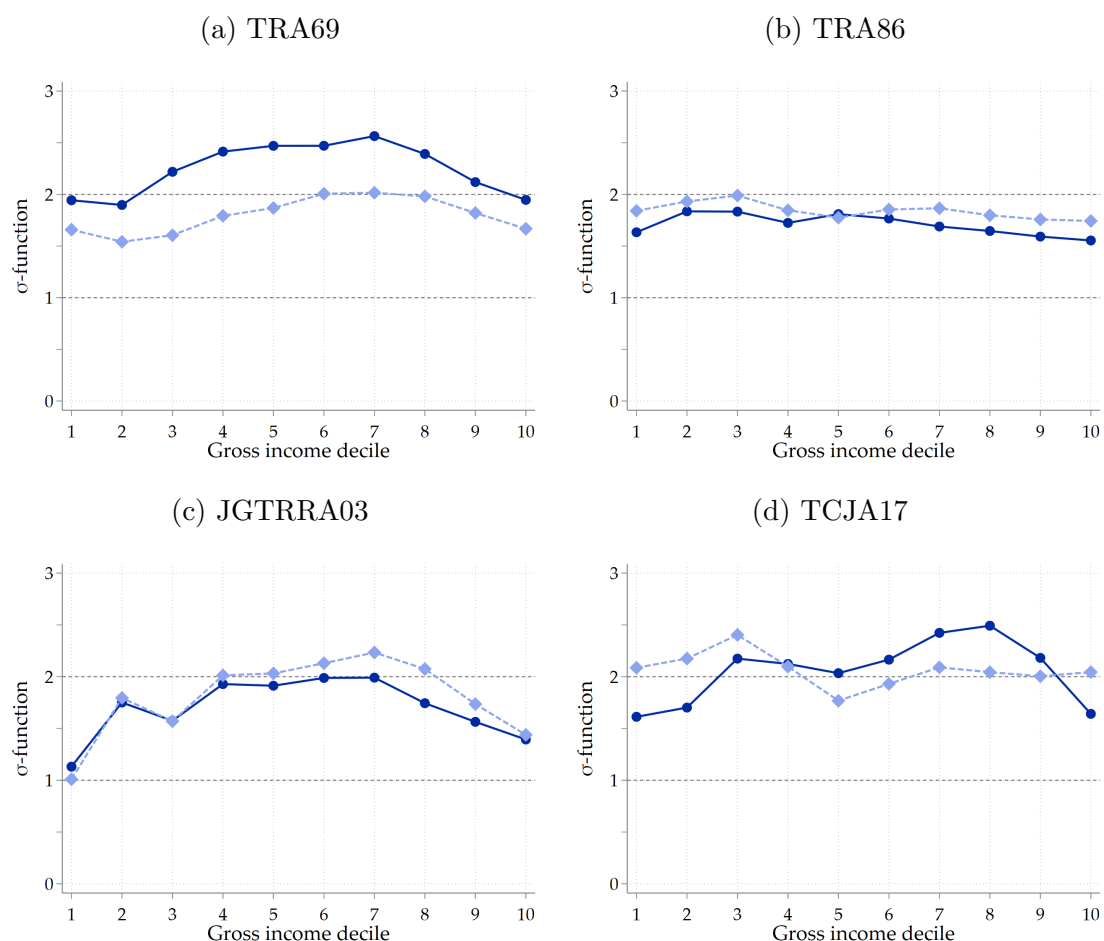 (a) TRA69
3
2
1
0
σ-function
1 2 3 4 5 6 7 8 9 10
Gross income decile
(b) TRA86
3
2
1
0
σ-function
1 2 3 4 5 6 7 8 9 10
Gross income decile
(c) JGTRRA03
3
2
1
0
σ-function
1 2 3 4 5 6 7 8 9 10
Gross income decile
(d) TCJA17
3
2
1
0
σ-function
1 2 3 4 5 6 7 8 9 10
Gross income decile